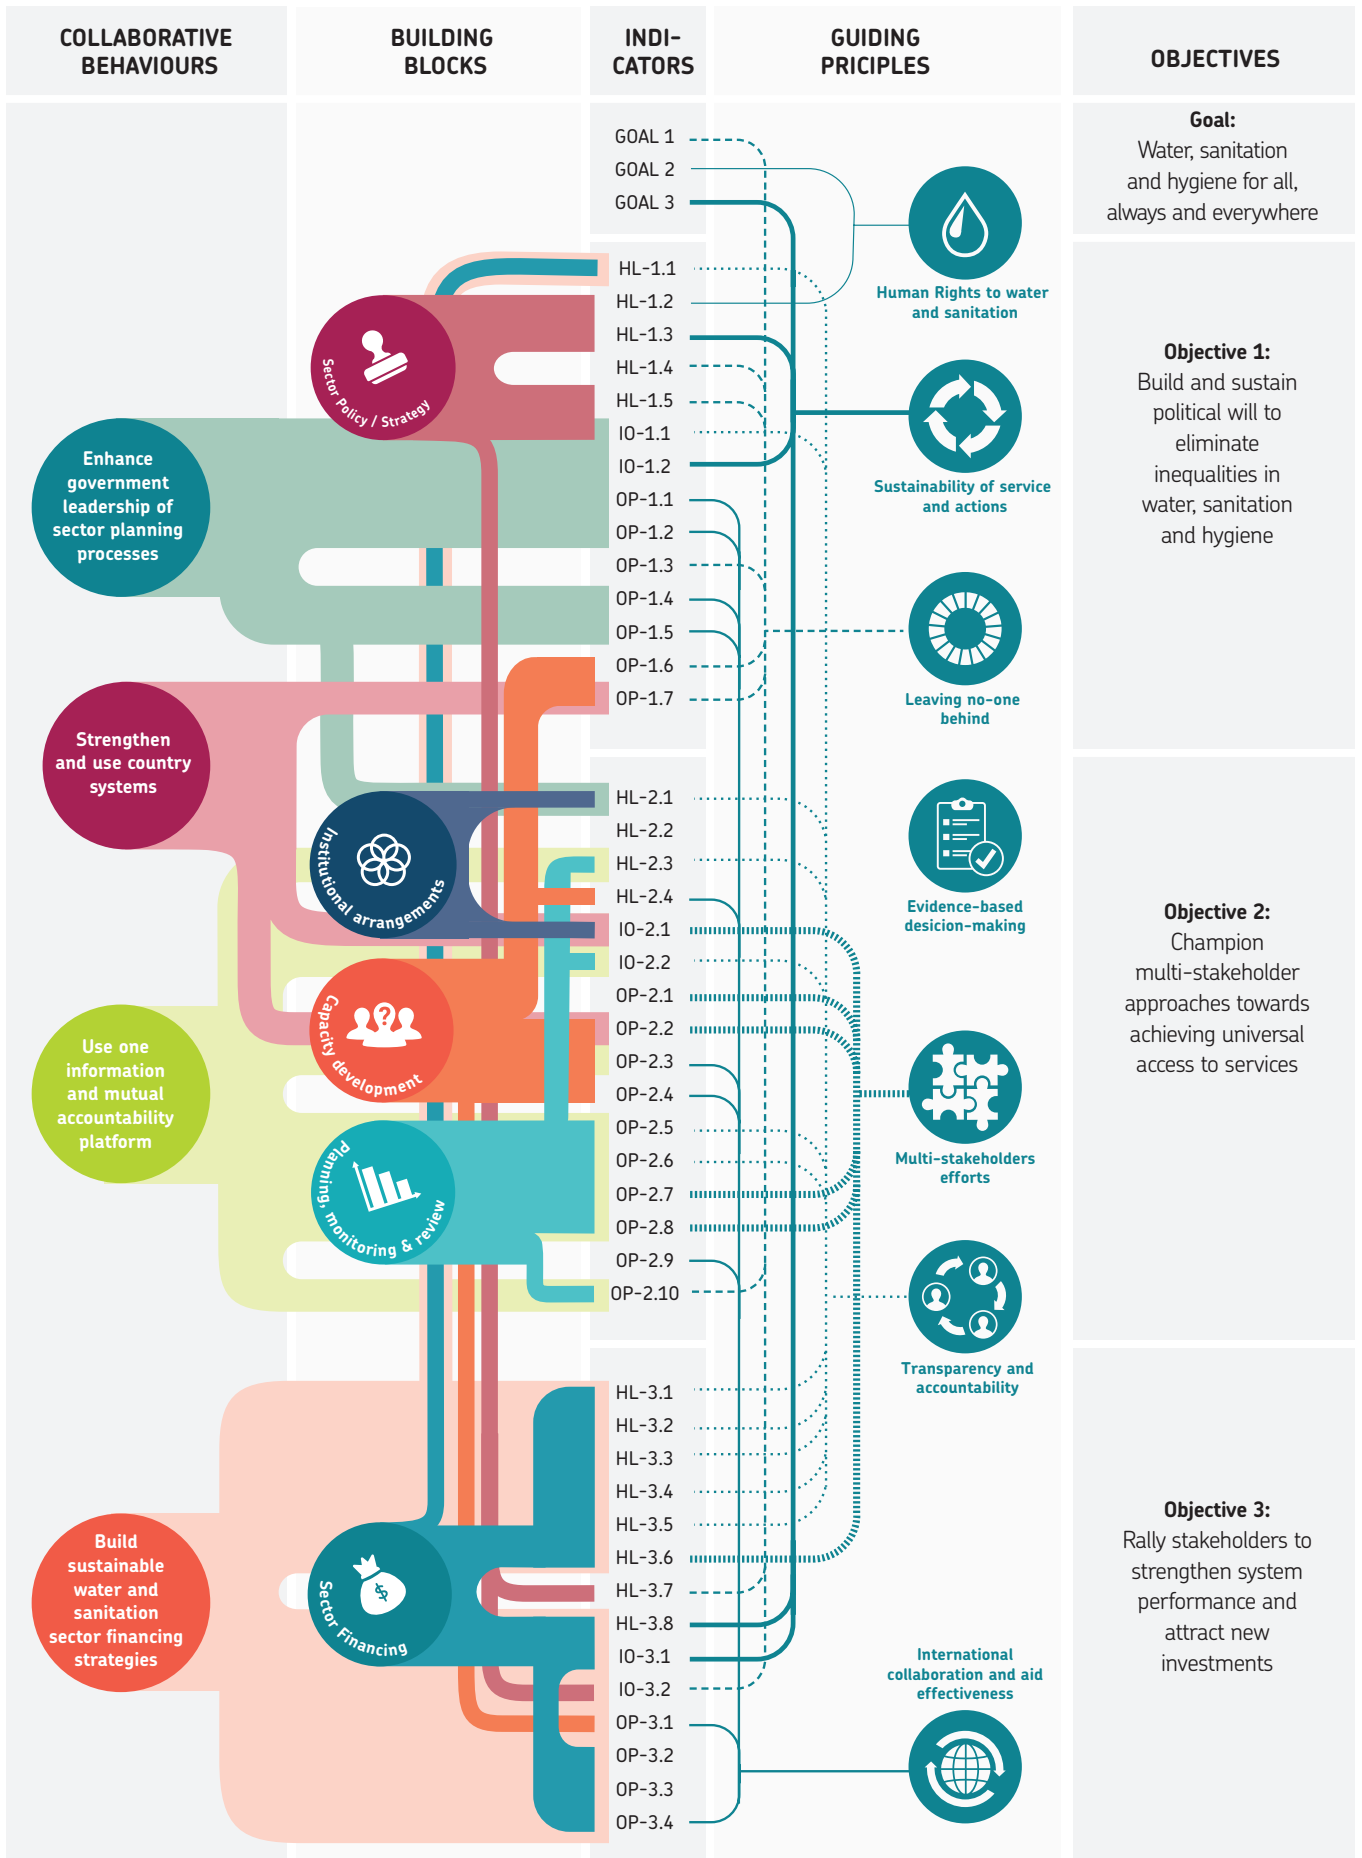 COLLABORATIVE
BEHAVIOURS
BUILDING
BLOCKS
INDI-
CATORS
GUIDING
PRICIPLES
OBJECTIVES
Enhance
government
leadership of
sector planning
processes
Strengthen
and use country
systems
Use one
information
and mutual
accountability
platform
Build
sustainable
water and
sanitation
sector financing
strategies
Sector Policy / Strategy
Institutional arrangements
?
Capacity development
Planning, monitoring & review
$
Sector Financing
GOAL 1
GOAL 2
GOAL 3
HL-1.1
HL-1.2
HL-1.3
HL-1.4
HL-1.5
IO-1.1
IO-1.2
OP-1.1
OP-1.2
OP-1.3
OP-1.4
OP-1.5
OP-1.6
OP-1.7
HL-2.1
HL-2.2
HL-2.3
HL-2.4
IO-2.1
IO-2.2
OP-2.1
OP-2.2
OP-2.3
OP-2.4
OP-2.5
OP-2.6
OP-2.7
OP-2.8
OP-2.9
OP-2.10
HL-3.1
HL-3.2
HL-3.3
HL-3.4
HL-3.5
HL-3.6
HL-3.7
HL-3.8
IO-3.1
IO-3.2
OP-3.1
OP-3.2
OP-3.3
OP-3.4
Human Rights to water
and sanitation
Sustainability of service
and actions
Leaving no-one
behind
Evidence-based
desicion-making
Multi-stakeholders
efforts
Transparency and
accountability
International
collaboration and aid
effectiveness
Goal:
Water, sanitation
and hygiene for all,
always and everywhere
Objective 1:
Build and sustain
political will to
eliminate
inequalities in
water, sanitation
and hygiene
Objective 2:
Champion
multi-stakeholder
approaches towards
achieving universal
access to services
Objective 3:
Rally stakeholders to
strengthen system
performance and
attract new
investments